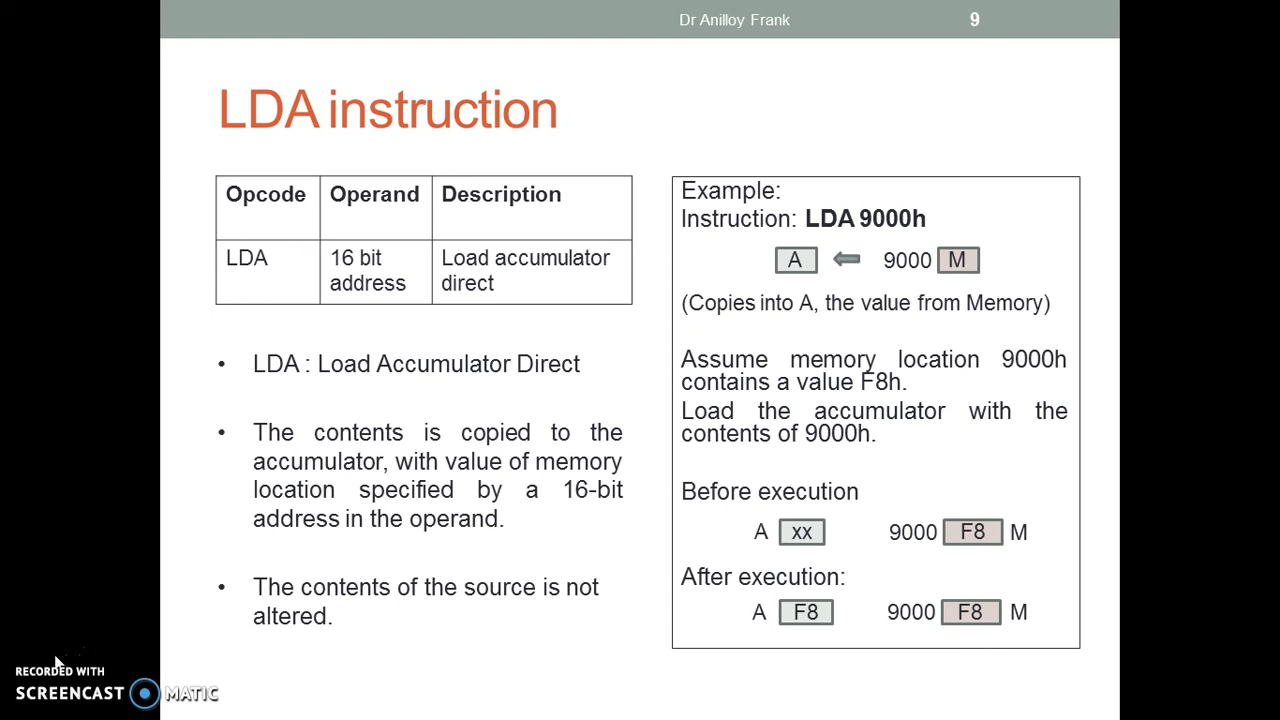 Dr Anilloy Frank 9
LDA instruction
Opcode Operand Description
LDA 16 bit address Load accumulator direct
• LDA : Load Accumulator Direct
• The contents is copied to the
accumulator, with value of memory
location specified by a 16-bit
address in the operand.
• The contents of the source is not
altered.
Example:
Instruction: LDA 9000h
A 9000 M
(Copies into A, the value from Memory)
Assume memory location 9000h
contains a value F8h.
Load the accumulator with the
contents of 9000h.
Before execution
A xx 9000 F8 M
After execution:
A F8 9000 F8 M
RECORDED WITH
SCREENCAST MATIC